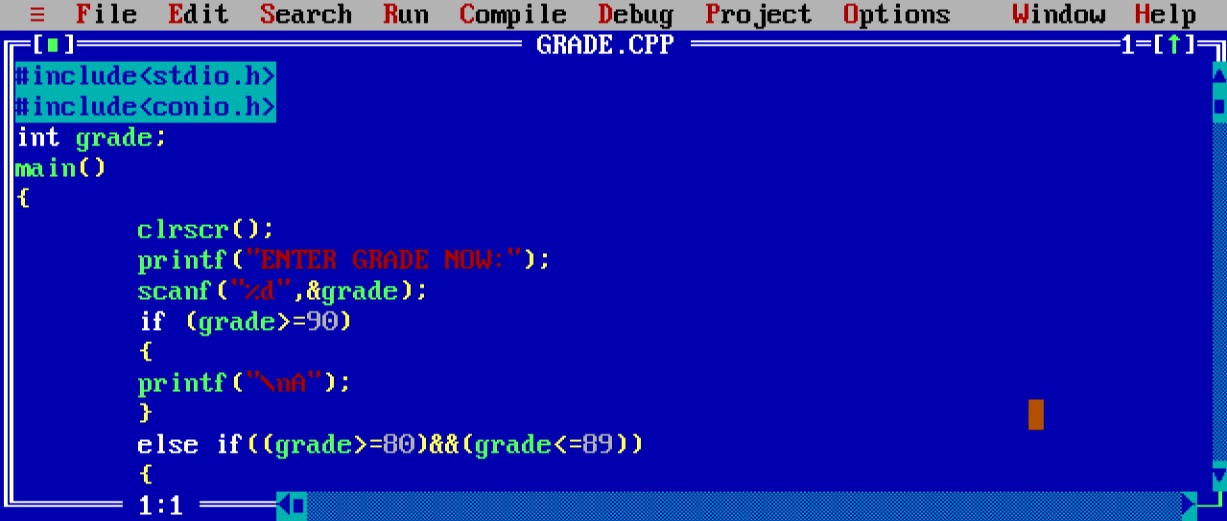 ≡ File Edit Search Run Compile Debug Project Options Window Help
[■] GRADE.CPP 1=[↑]
#include<stdio.h>
#include<conio.h>
int grade;
main()
{
clrscr();
printf("ENTER GRADE NOW:");
scanf("%d",&grade);
if (grade>=90)
{
printf("\nA");
}
else if((grade>=80)&&(grade<=89))
{
1:1